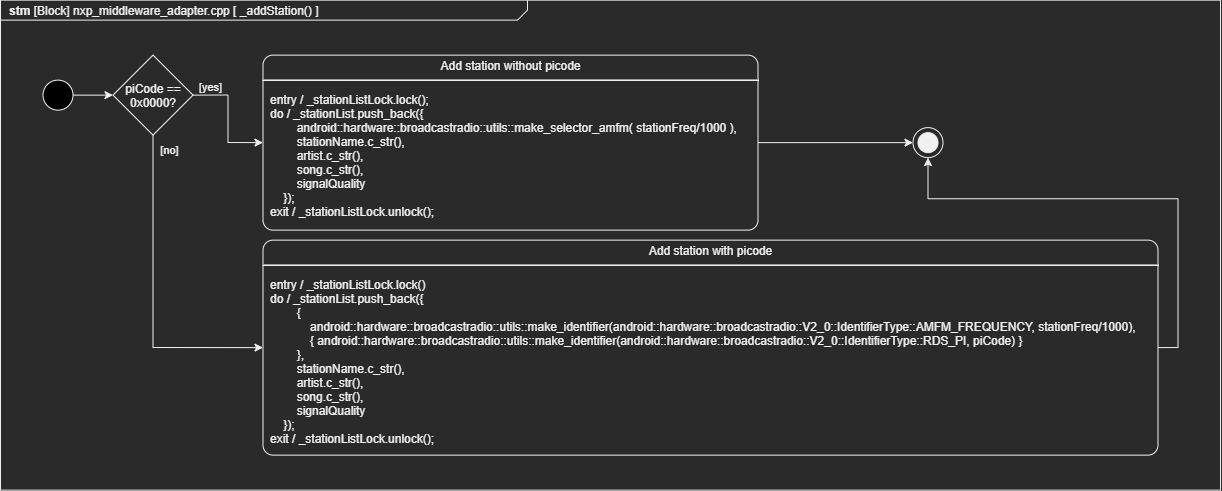 stm [Block] nxp_middleware_adapter.cpp [ _addStation() ]
piCode ==
0x0000?
[yes]
[no]
Add station without picode
entry / _stationListLock.lock();
do / _stationList.push_back({
android::hardware::broadcastradio::utils::make_selector_amfm( stationFreq/1000 ),
stationName.c_str(),
artist.c_str(),
song.c_str(),
signalQuality
});
exit / _stationListLock.unlock();
Add station with picode
entry / _stationListLock.lock()
do / _stationList.push_back({
{
android::hardware::broadcastradio::utils::make_identifier(android::hardware::broadcastradio::V2_0::IdentifierType::AMFM_FREQUENCY, stationFreq/1000),
{ android::hardware::broadcastradio::utils::make_identifier(android::hardware::broadcastradio::V2_0::IdentifierType::RDS_PI, piCode) }
},
stationName.c_str(),
artist.c_str(),
song.c_str(),
signalQuality
});
exit / _stationListLock.unlock();